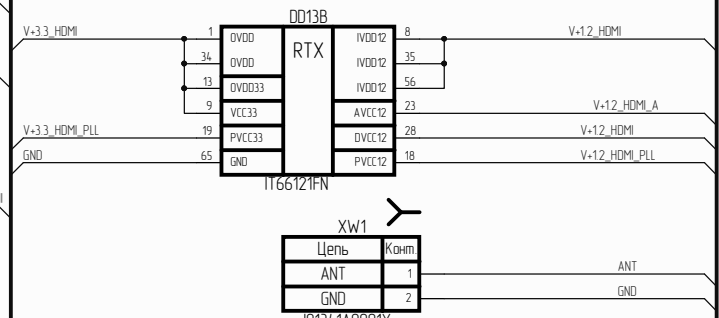 DD13B
V+3.3_HDMI 1 OVDD RTX IVDD12 8 V+1.2_HDMI
34 OVDD IVDD12 35
13 OVDD33 IVDD12 56
9 VCC33 AVCC12 23 V+1.2_HDMI_A
V+3.3_HDMI_PLL 19 PVCC33 DVCC12 28 V+1.2_HDMI
GND 65 GND PVCC12 18 V+1.2_HDMI_PLL
IT66121FN
XW1
Цепь Конт.
ANT 1 ANT
GND 2 GND